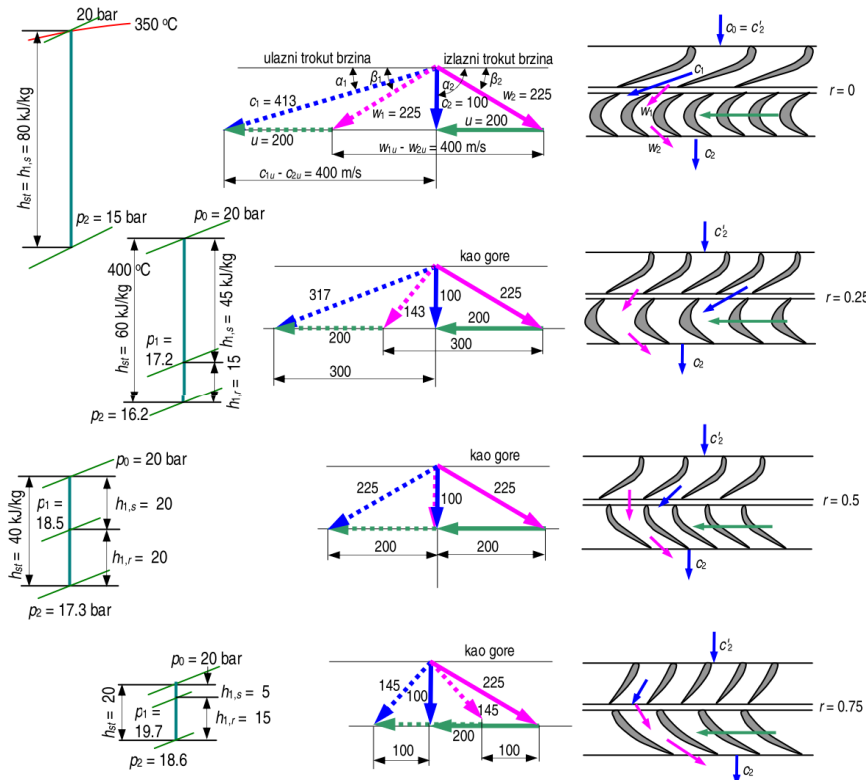 20 bar
350 ºC
h_st = h_1,s = 80 kJ/kg
p_2 = 15 bar
ulazni trokut brzina
izlazni trokut brzina
α_1
β_1
α_2
β_2
c_1 = 413
w_1 = 225
c_2 = 100
w_2 = 225
u = 200
u = 200
w_1u - w_2u = 400 m/s
c_1u - c_2u = 400 m/s
c_0 = c'_2
c_1
w_1
w_2
c_2
r = 0
p_0 = 20 bar
400 ºC
h_st = 60 kJ/kg
h_1,s = 45 kJ/kg
p_1 =
17.2
h_1,r = 15
p_2 = 16.2
kao gore
317
143
100
225
200
200
300
300
c'_2
r = 0.25
c_2
p_0 = 20 bar
h_st = 40 kJ/kg
p_1 =
18.5
h_1,s = 20
h_1,r = 20
p_2 = 17.3 bar
kao gore
225
100
225
200
200
c'_2
r = 0.5
c_2
p_0 = 20 bar
h_st = 20
h_1,s = 5
p_1 =
19.7
h_1,r = 15
p_2 = 18.6
kao gore
145
100
225
145
200
100
100
c'_2
r = 0.75
c_2